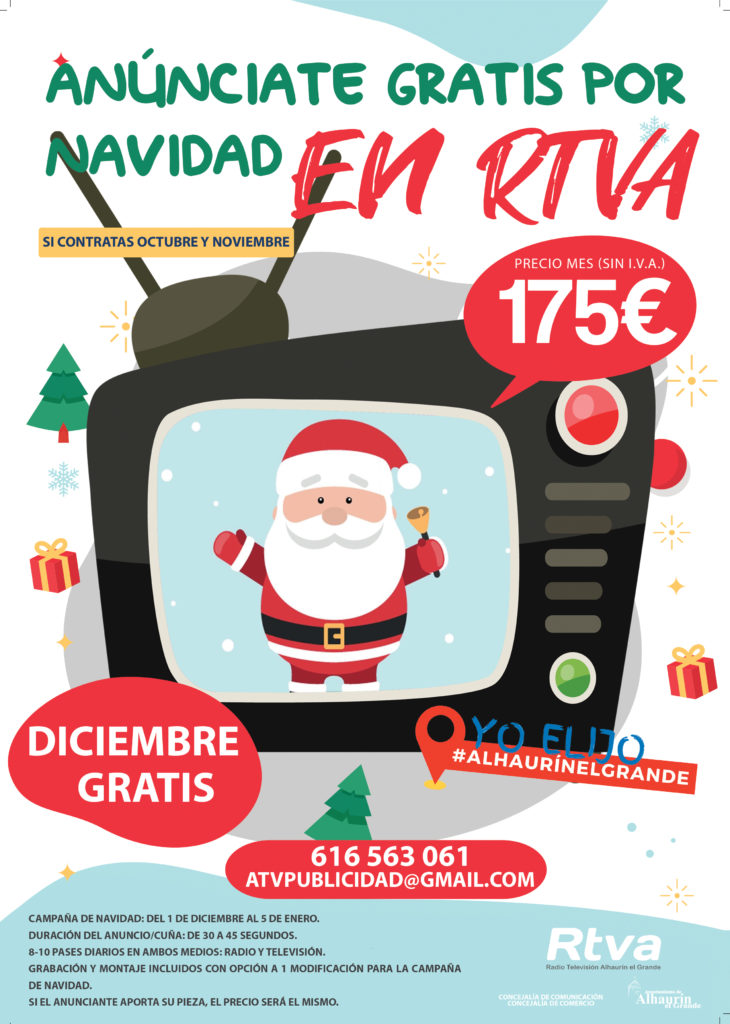 ANÚNCIATE GRATIS POR
NAVIDAD EN RTVA
SI CONTRATAS OCTUBRE Y NOVIEMBRE
PRECIO MES (SIN I.V.A.)
175€
DICIEMBRE
GRATIS
YO ELIJO
#ALHAURÍNELGRANDE
616 563 061
ATVPUBLICIDAD@GMAIL.COM
CAMPAÑA DE NAVIDAD: DEL 1 DE DICIEMBRE AL 5 DE ENERO.
DURACIÓN DEL ANUNCIO/CUÑA: DE 30 A 45 SEGUNDOS.
8-10 PASES DIARIOS EN AMBOS MEDIOS: RADIO Y TELEVISIÓN.
GRABACIÓN Y MONTAJE INCLUIDOS CON OPCIÓN A 1 MODIFICACIÓN PARA LA CAMPAÑA
DE NAVIDAD.
SI EL ANUNCIANTE APORTA SU PIEZA, EL PRECIO SERÁ EL MISMO.
Rtva
Radio Televisión Alhaurín el Grande
CONCEJALÍA DE COMUNICACIÓN
CONCEJALÍA DE COMERCIO
Ayuntamiento de
Alhaurín
el Grande